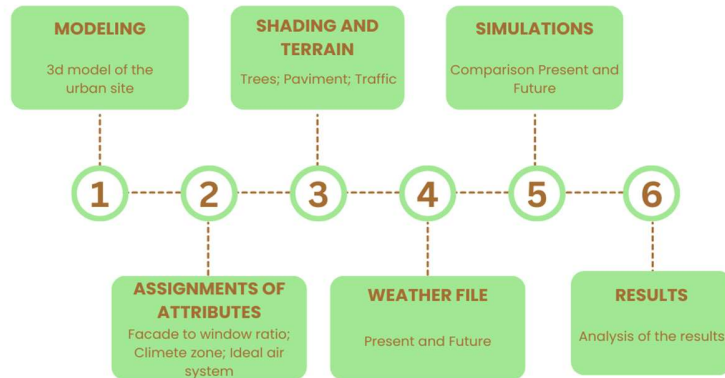 MODELING
3d model of the
urban site
SHADING AND
TERRAIN
Trees; Paviment; Traffic
SIMULATIONS
Comparison Present and
Future
1
2
3
4
5
6
ASSIGNMENTS OF
ATTRIBUTES
Facade to window ratio;
Climete zone; Ideal air
system
WEATHER FILE
Present and Future
RESULTS
Analysis of the results